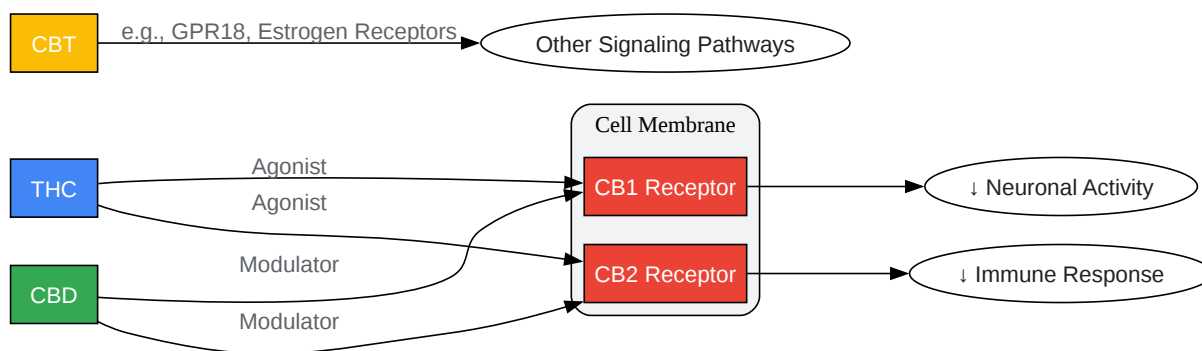 CBT
e.g., GPR18, Estrogen Receptors
Other Signaling Pathways
Cell Membrane
THC
Agonist
Agonist
CB1 Receptor
↓ Neuronal Activity
CBD
Modulator
Modulator
CB2 Receptor
↓ Immune Response